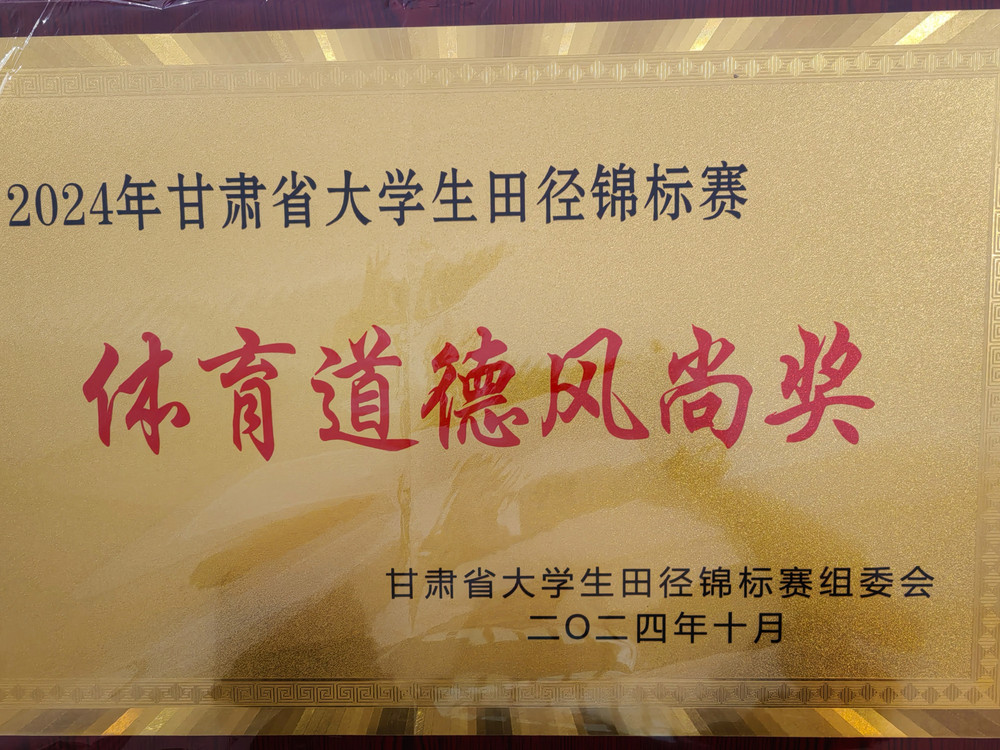 2024年甘肃省大学生田径锦标赛
体育道德风尚奖
甘肃省大学生田径锦标赛组委会
二〇二四年十月